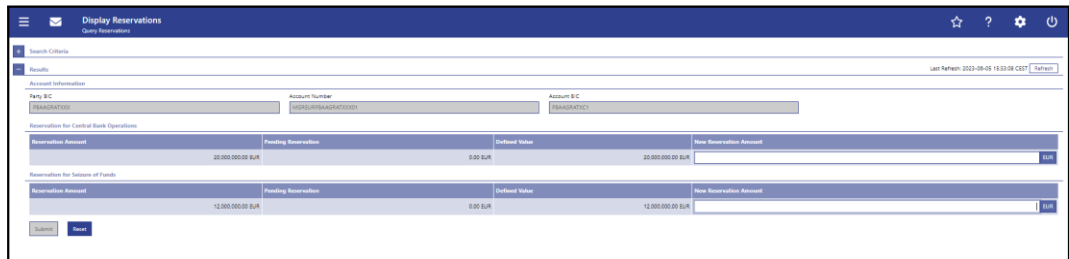 Display Reservations
Query Reservations
Search Criteria
Results
Last Refresh: 2023-06-05 15:53:08 CEST Refresh
Account Information
Party BIC Account Number Account BIC
PBAAGRATXXX PBAAGRATXC1
Reservation for Central Bank Operations
Reservation Amount Pending Reservation Defined Value New Reservation Amount
20,000,000.00 EUR 0.00 EUR 20,000,000.00 EUR EUR
Reservation for Seizure of Funds
Reservation Amount Pending Reservation Defined Value New Reservation Amount
12,000,000.00 EUR 0.00 EUR 12,000,000.00 EUR EUR
Submit Reset